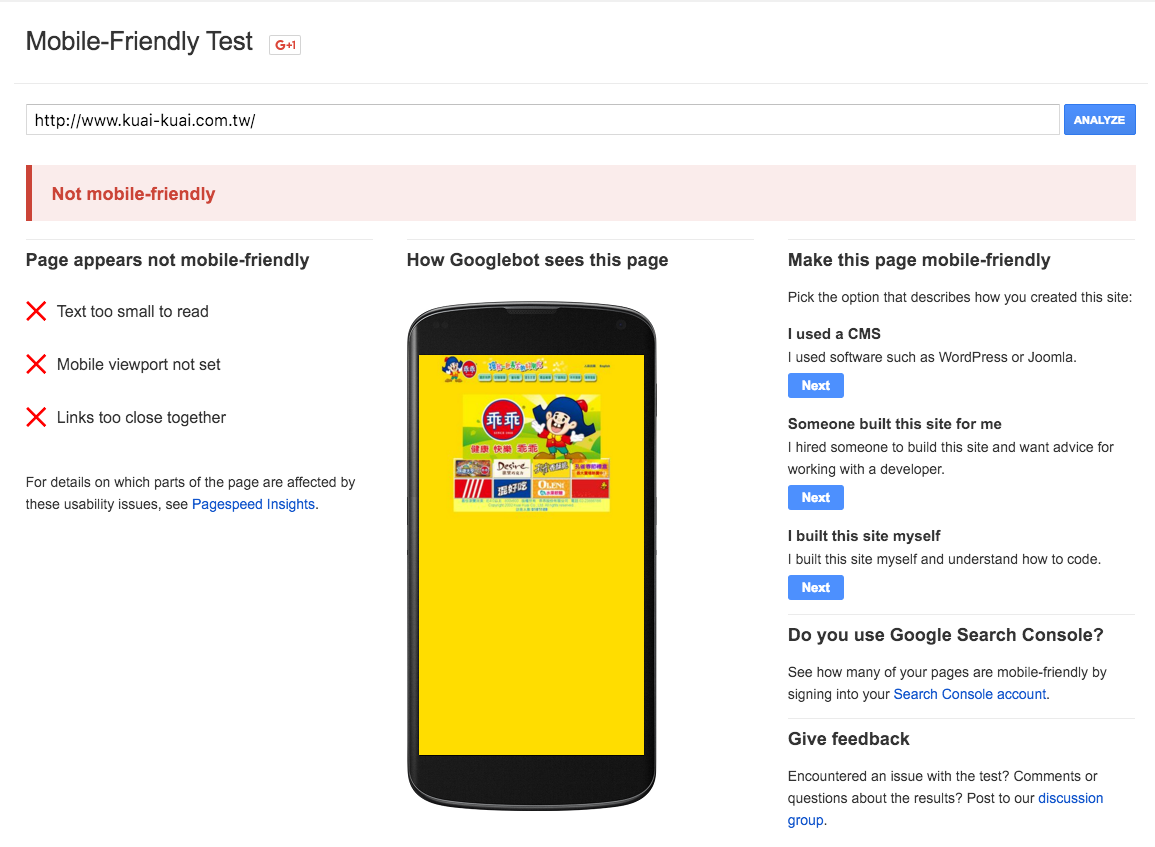 Mobile-Friendly Test
G+1
http://www.kuai-kuai.com.tw/
ANALYZE
Not mobile-friendly
Page appears not mobile-friendly
Text too small to read
Mobile viewport not set
Links too close together
For details on which parts of the page are affected by
these usability issues, see Pagespeed Insights.
How Googlebot sees this page
乖乖
健康 快樂 乖乖
Desire
Make this page mobile-friendly
Pick the option that describes how you created this site:
I used a CMS
I used software such as WordPress or Joomla.
Next
Someone built this site for me
I hired someone to build this site and want advice for
working with a developer.
Next
I built this site myself
I built this site myself and understand how to code.
Next
Do you use Google Search Console?
See how many of your pages are mobile-friendly by
signing into your Search Console account.
Give feedback
Encountered an issue with the test? Comments or
questions about the results? Post to our discussion
group.